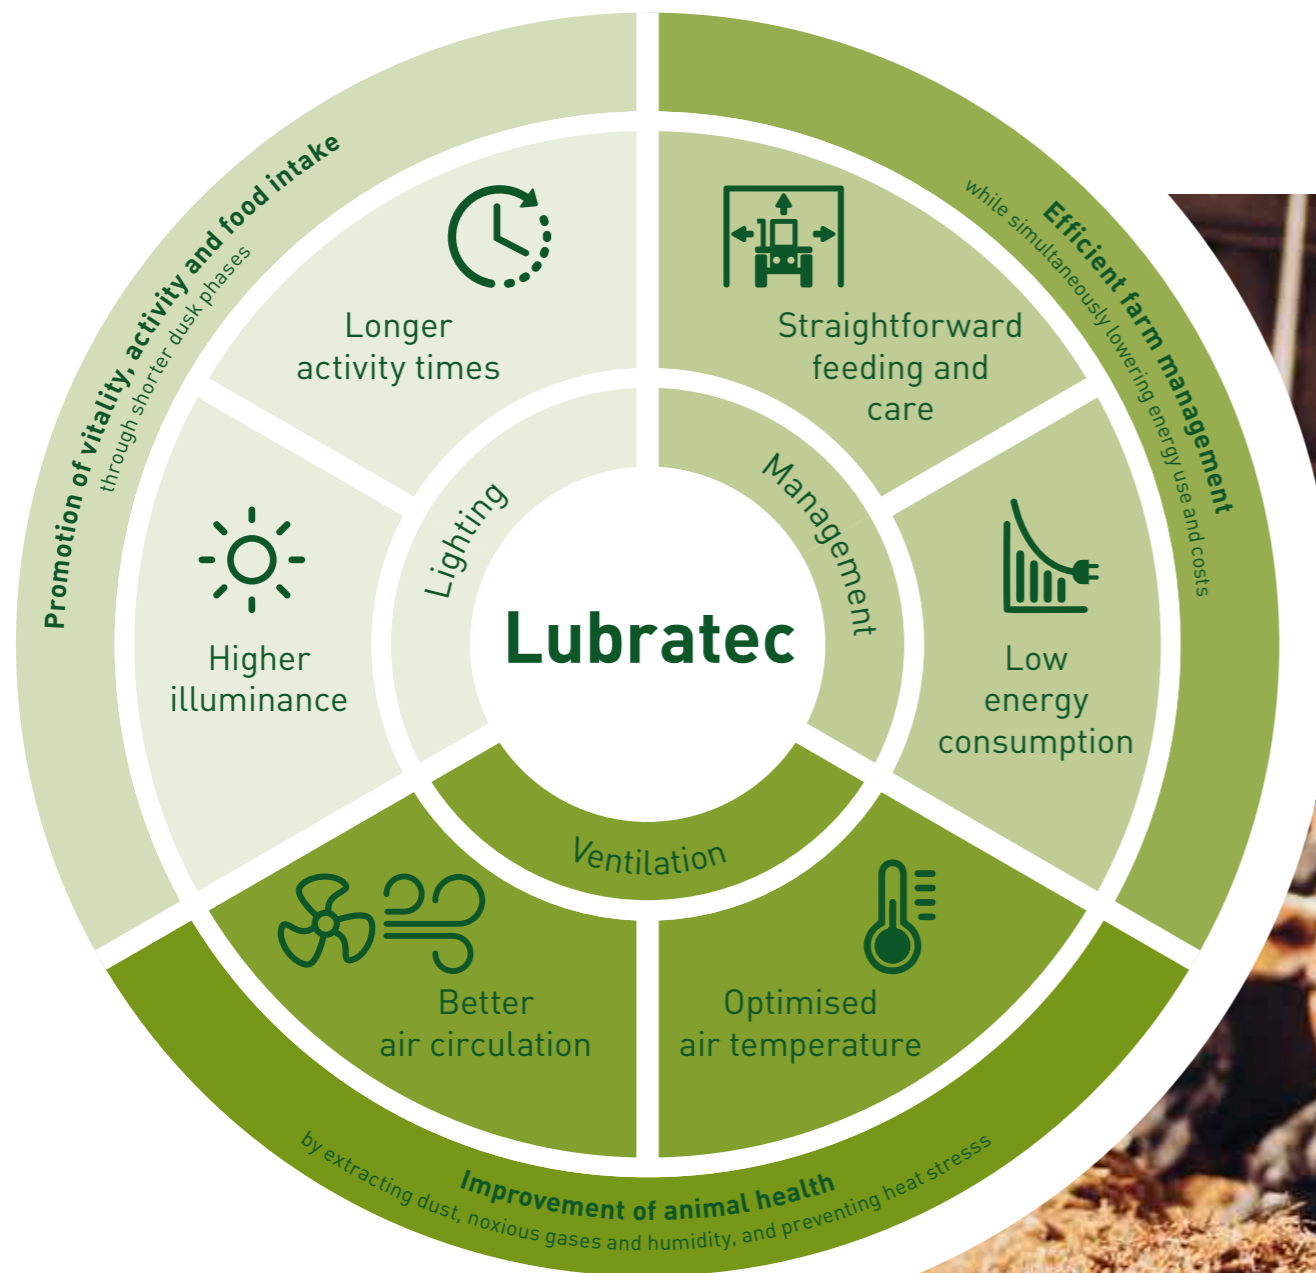 Promotion of vitality, activity and food intake
through shorter dusk phases
Efficient farm management
while simultaneously lowering energy use and costs
Longer
activity times
Straightforward
feeding and
care
Lighting
Management
Higher
illuminance
Lubratec
Low
energy
consumption
Ventilation
Better
air circulation
Optimised
air temperature
Improvement of animal health
by extracting dust, noxious gases and humidity, and preventing heat stresss